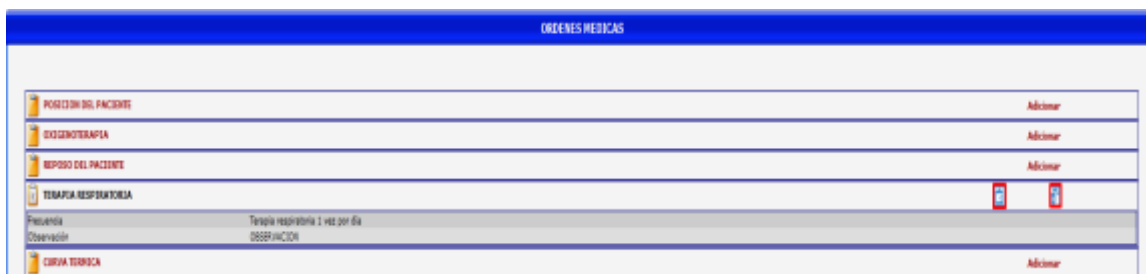 ORDENES MEDICAS
POSICION DEL PACIENTE Adicionar
OXIGENOTERAPIA Adicionar
REPOSO DEL PACIENTE Adicionar
TERAPIA RESPIRATORIA
Frecuencia Terapia respiratoria 1 vez por día
Observación OBSERVACION
CURVA TERMICA Adicionar